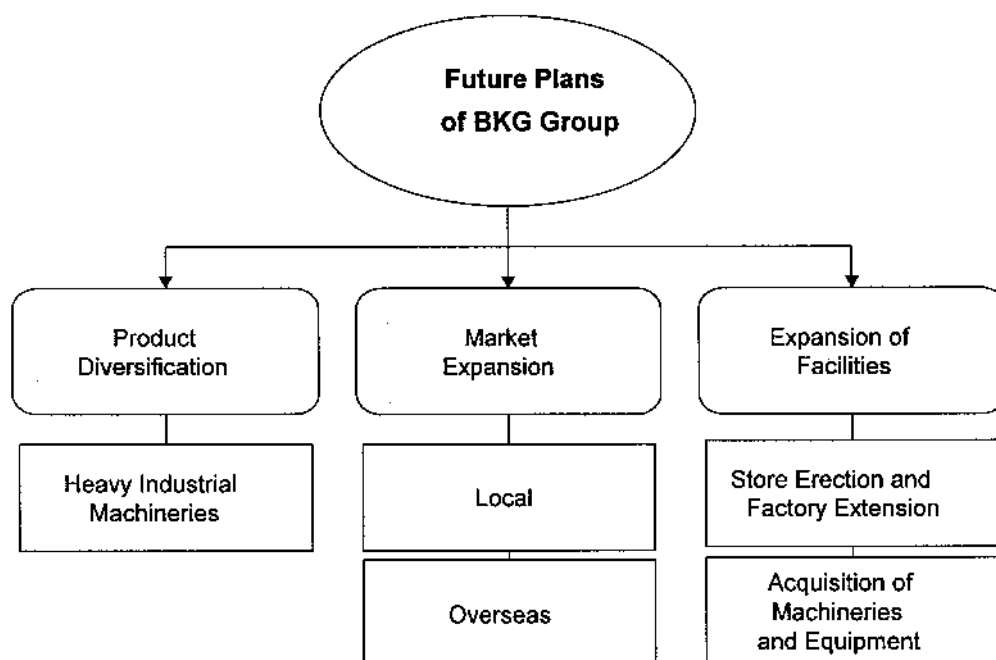 Future Plans
of BKG Group
Product
Diversification
Market
Expansion
Expansion of
Facilities
Heavy Industrial
Machineries
Local
Store Erection and
Factory Extension
Overseas
Acquisition of
Machineries
and Equipment